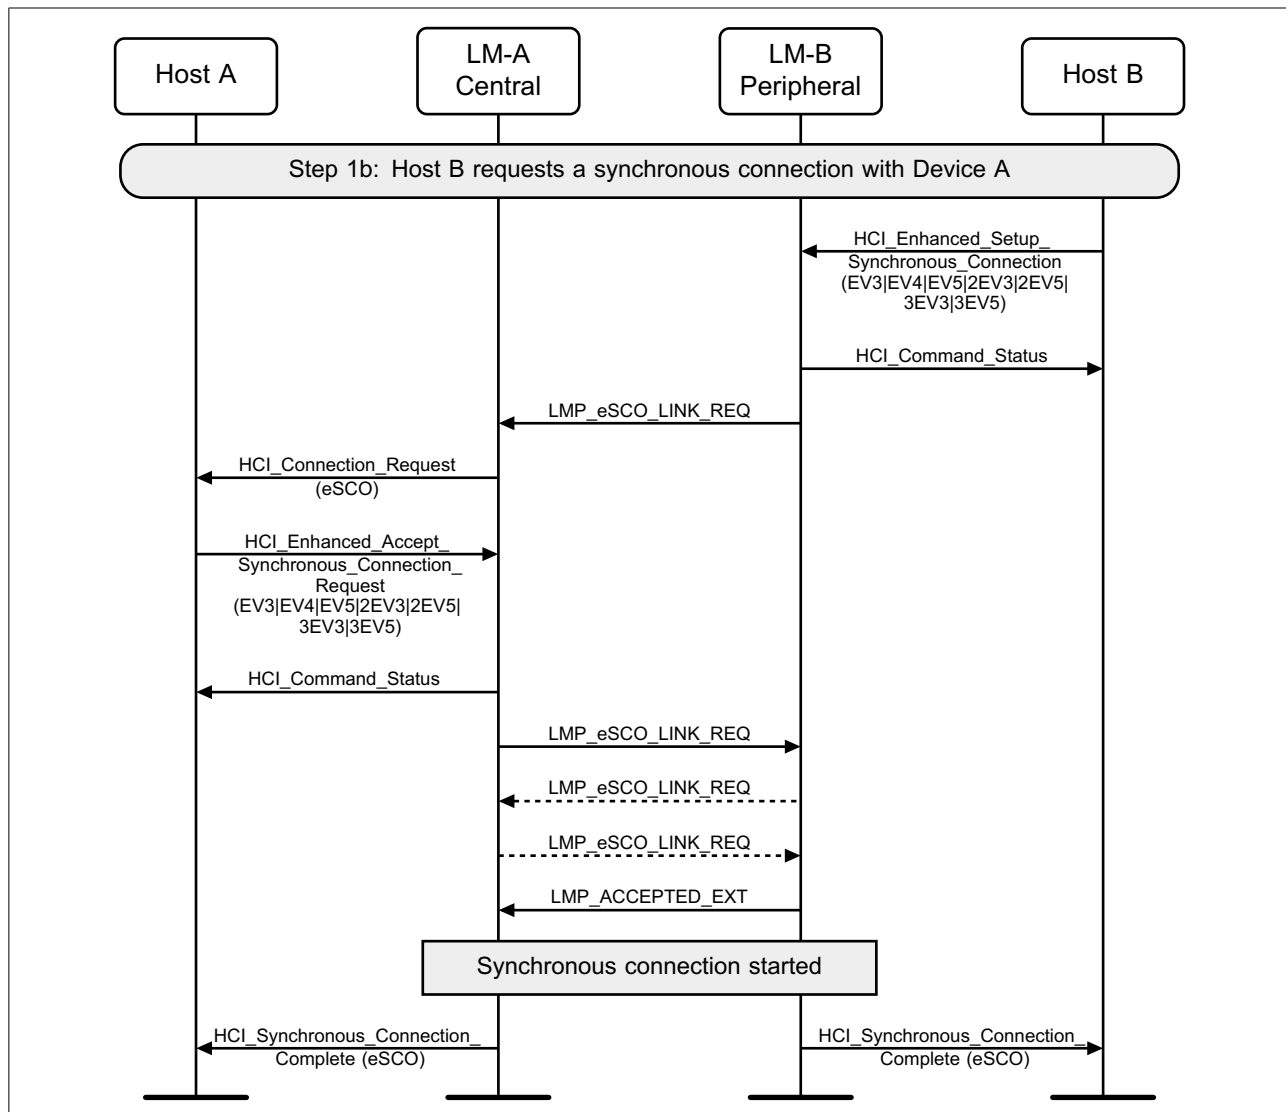 Host A
LM-A
Central
LM-B
Peripheral
Host B
Step 1b: Host B requests a synchronous connection with Device A
HCI_Enhanced_Setup_
Synchronous_Connection
(EV3|EV4|EV5|2EV3|2EV5|
3EV3|3EV5)
HCI_Command_Status
LMP_eSCO_LINK_REQ
HCI_Connection_Request
(eSCO)
HCI_Enhanced_Accept_
Synchronous_Connection_
Request
(EV3|EV4|EV5|2EV3|2EV5|
3EV3|3EV5)
HCI_Command_Status
LMP_eSCO_LINK_REQ
LMP_eSCO_LINK_REQ
LMP_eSCO_LINK_REQ
LMP_ACCEPTED_EXT
Synchronous connection started
HCI_Synchronous_Connection_
Complete (eSCO)
HCI_Synchronous_Connection_
Complete (eSCO)